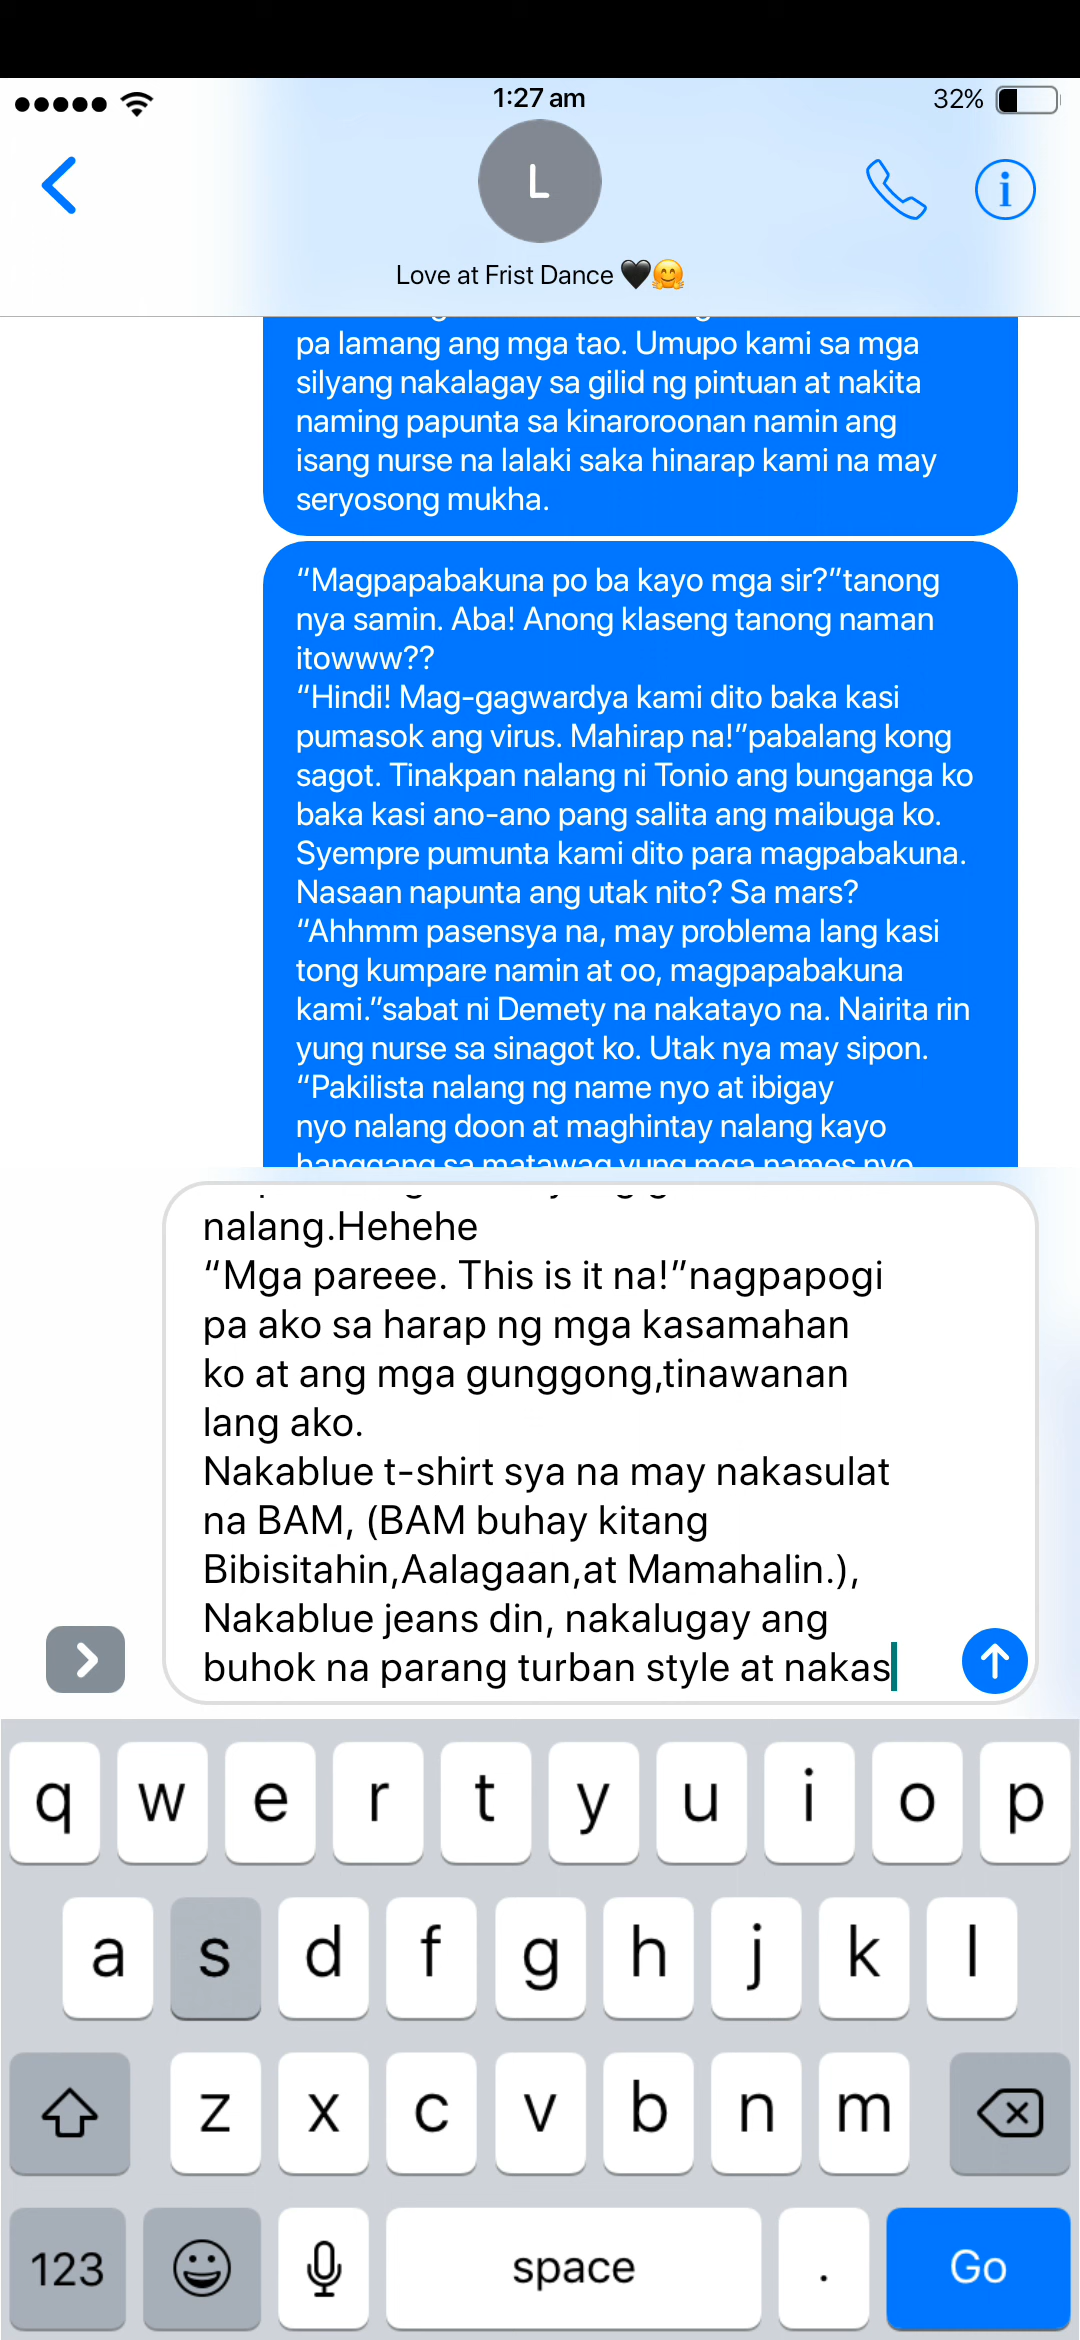 1:27 am
32%
L
Love at Frist Dance 🖤🤗
pa lamang ang mga tao. Umupo kami sa mga
silyang nakalagay sa gilid ng pintuan at nakita
naming papunta sa kinaroroonan namin ang
isang nurse na lalaki saka hinarap kami na may
seryosong mukha.
“Magpapabakuna po ba kayo mga sir?”tanong
nya samin. Aba! Anong klaseng tanong naman
itowww??
“Hindi! Mag-gagwardya kami dito baka kasi
pumasok ang virus. Mahirap na!”pabalang kong
sagot. Tinakpan nalang ni Tonio ang bunganga ko
baka kasi ano-ano pang salita ang maibuga ko.
Syempre pumunta kami dito para magpabakuna.
Nasaan napunta ang utak nito? Sa mars?
“Ahhmm pasensya na, may problema lang kasi
tong kumpare namin at oo, magpapabakuna
kami.”sabat ni Demety na nakatayo na. Nairita rin
yung nurse sa sinagot ko. Utak nya may sipon.
“Pakilista nalang ng name nyo at ibigay
nyo nalang doon at maghintay nalang kayo
hanggang sa matawag yung mga names nyo
nalang.Hehehe
“Mga pareee. This is it na!”nagpapogi
pa ako sa harap ng mga kasamahan
ko at ang mga gunggong,tinawanan
lang ako.
Nakablue t-shirt sya na may nakasulat
na BAM, (BAM buhay kitang
Bibisitahin,Aalagaan,at Mamahalin.),
Nakablue jeans din, nakalugay ang
buhok na parang turban style at nakas
q w e r t y u i o p
a s d f g h j k l
z x c v b n m
123 space . Go